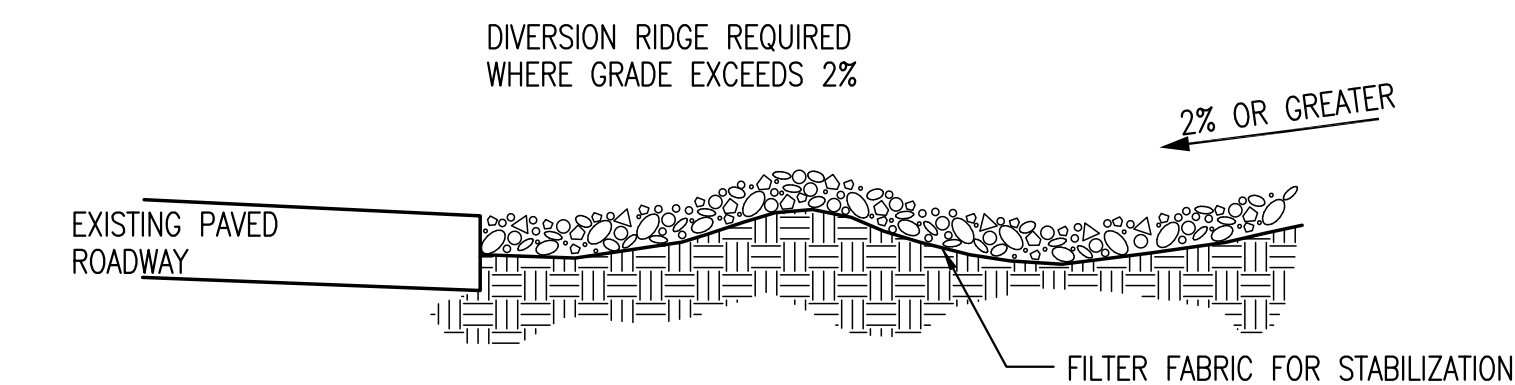 DIVERSION RIDGE REQUIRED
WHERE GRADE EXCEEDS 2%
2% OR GREATER
EXISTING PAVED
ROADWAY
FILTER FABRIC FOR STABILIZATION